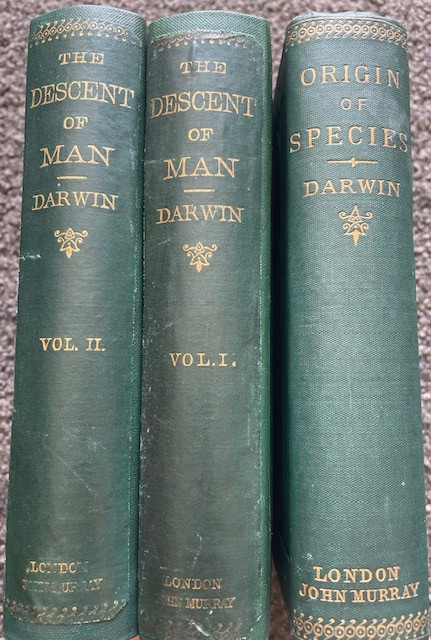 THE
DESCENT
OF
MAN
DARWIN
VOL. II.
LONDON
JOHN MURRAY
THE
DESCENT
OF
MAN
DARWIN
VOL. I.
LONDON
JOHN MURRAY
ORIGIN
OF
SPECIES
DARWIN
LONDON
JOHN MURRAY